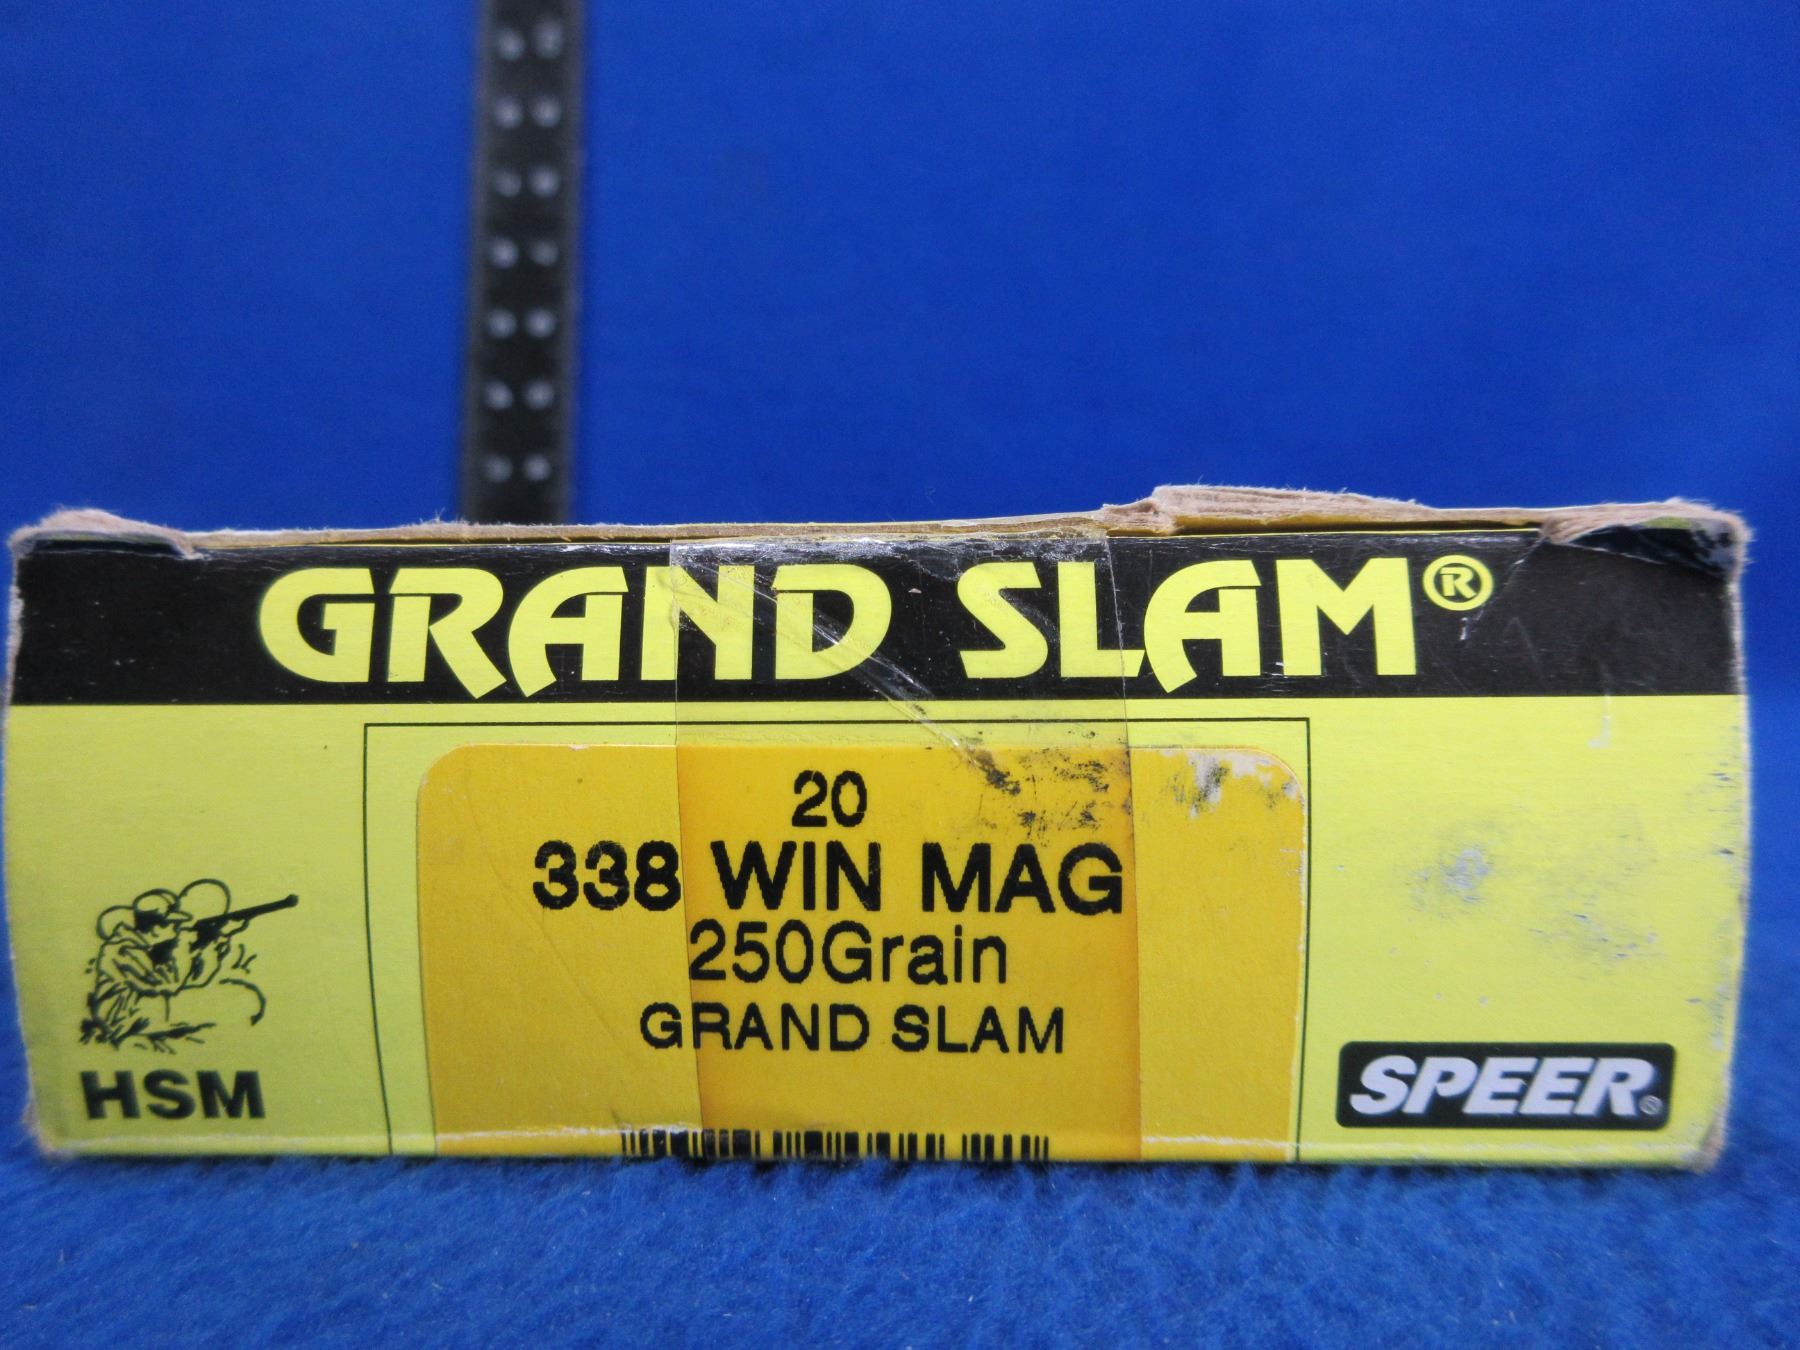 GRAND SLAM®
20
338 WIN MAG
250Grain
GRAND SLAM
HSM
SPEER®